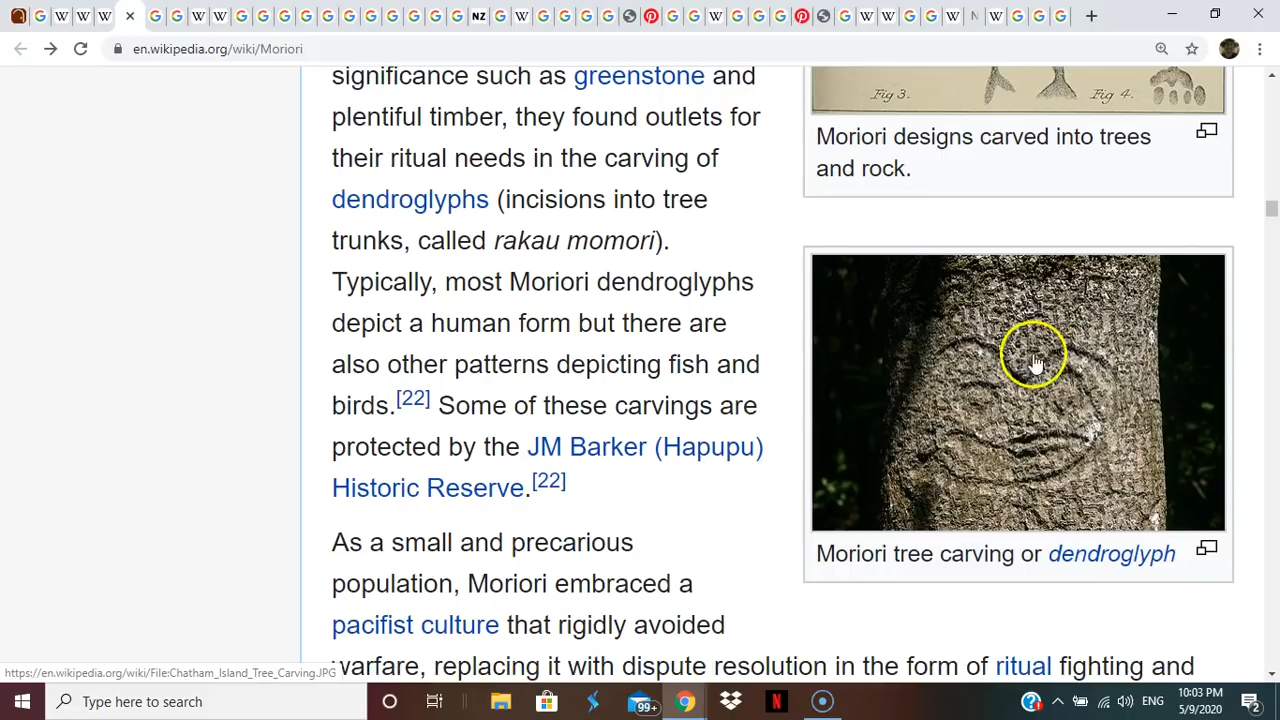 en.wikipedia.org/wiki/Moriori
significance such as greenstone and
plentiful timber, they found outlets for
their ritual needs in the carving of
dendroglyphs (incisions into tree
trunks, called rakau momori).
Typically, most Moriori dendroglyphs
depict a human form but there are
also other patterns depicting fish and
birds.[22] Some of these carvings are
protected by the JM Barker (Hapupu)
Historic Reserve.[22]
As a small and precarious
population, Moriori embraced a
pacifist culture that rigidly avoided
warfare, replacing it with dispute resolution in the form of ritual fighting and
Fig 3. Fig 4.
Moriori designs carved into trees
and rock.
Moriori tree carving or dendroglyph
https://en.wikipedia.org/wiki/File:Chatham_Island_Tree_Carving.JPG
Type here to search
99+
N
ENG
10:03 PM
5/9/2020
2